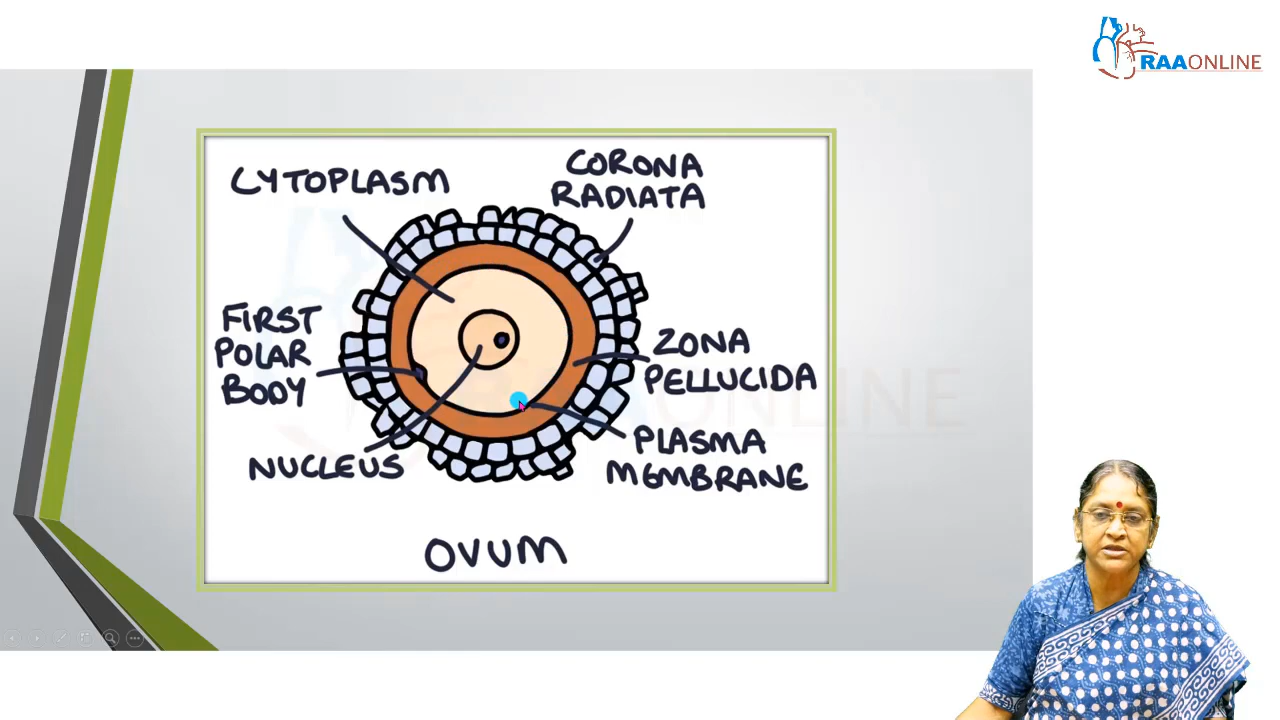 RAAONLINE
CYTOPLASM
CORONA
RADIATA
FIRST
POLAR
BODY
ZONA
PELLUCIDA
NUCLEUS
PLASMA
MEMBRANE
OVUM